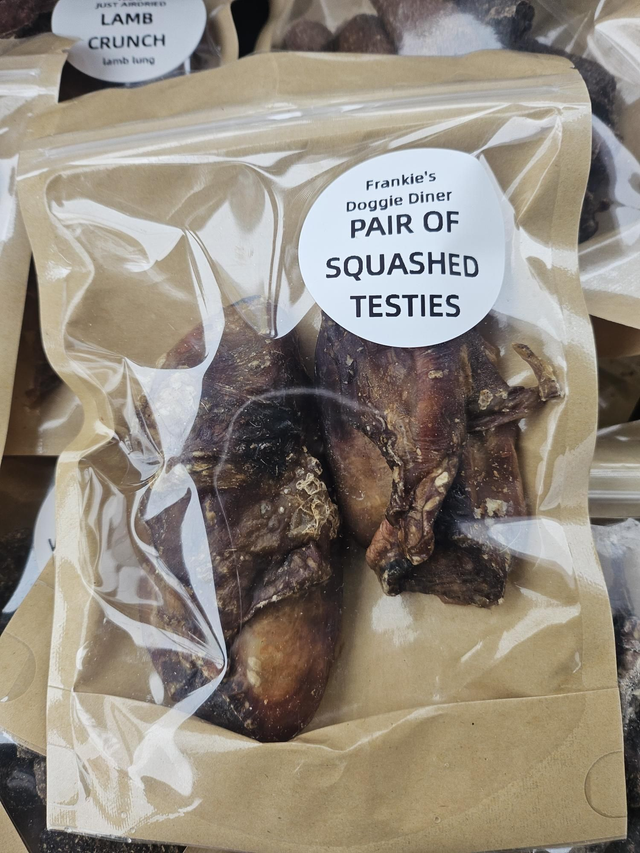 JUST AIRDRIED
LAMB
CRUNCH
lamb lung
Frankie's
Doggie Diner
PAIR OF
SQUASHED
TESTIES